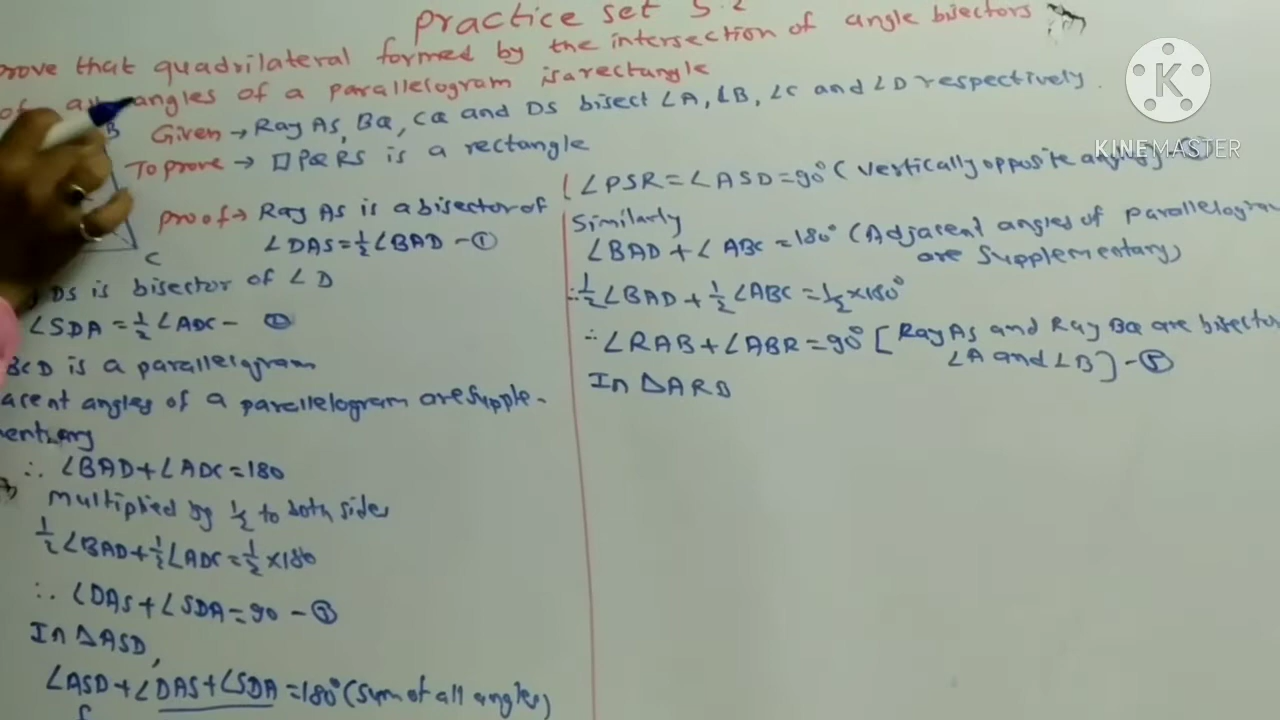 Practice set 5.2
prove that quadrilateral formed by the intersection of angle bisectors
of all angles of a parallelogram is a rectangle
B
Given → Ray AS, BQ, CQ and DS bisect ∠A, ∠B, ∠C and ∠D respectively.
To prove → □PQRS is a rectangle
Proof → Ray AS is a bisector of
∠DAS = 1/2 ∠BAD - ①
C
DS is bisector of ∠D
∠SDA = 1/2 ∠ADC - ②
BCD is a parallelogram
acent angles of a parallelogram are supple-
mentary
∴ ∠BAD + ∠ADC = 180
Multiplied by 1/2 to both sides
1/2 ∠BAD + 1/2 ∠ADC = 1/2 × 180
∴ ∠DAS + ∠SDA = 90 - ③
In △ASD,
∠ASD + ∠DAS + ∠SDA = 180° (Sum of all angles)
∠PSR = ∠ASD = 90° (Vertically opposite
Similarly
∠BAD + ∠ABC = 180° (Adjacent angles of parallelogram
are supplementary)
∴ 1/2 ∠BAD + 1/2 ∠ABC = 1/2 × 180°
∴ ∠RAB + ∠ABR = 90° [Ray AS and Ray BQ are bisector
∠A and ∠B] - ⑤
In △ARB
K
KINEMASTER